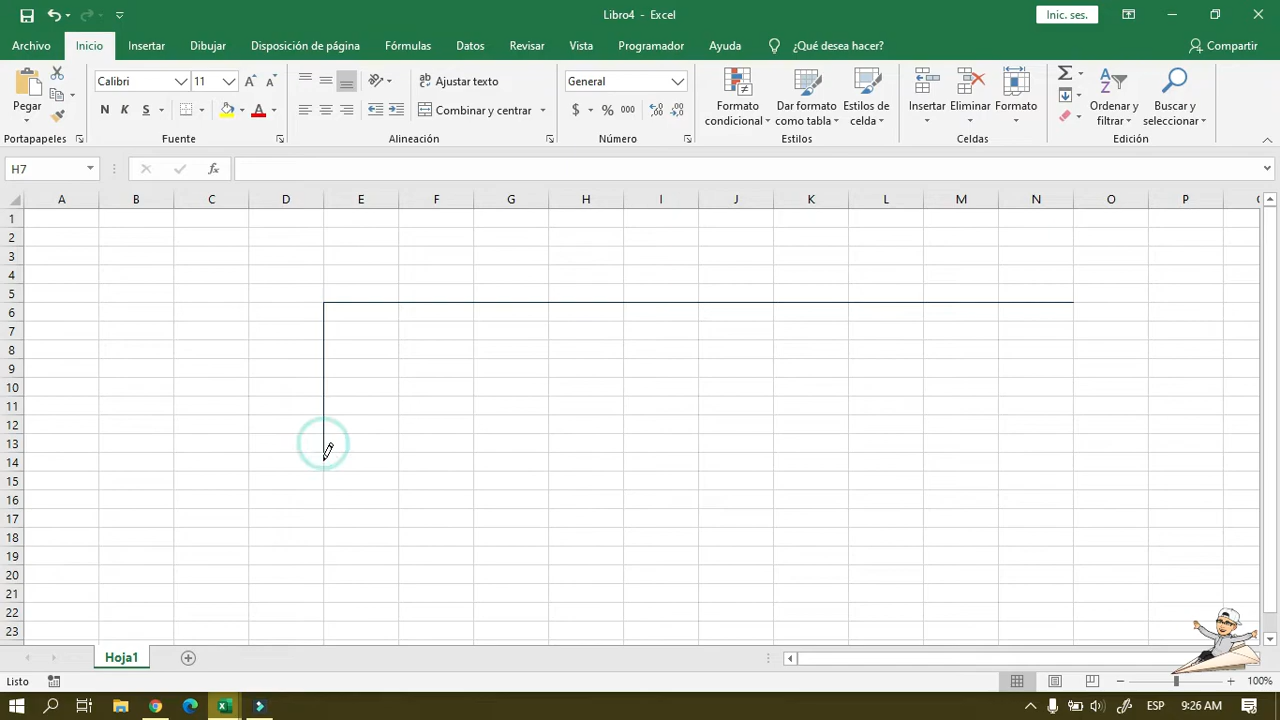 Libro4 - Excel
Inic. ses.
Archivo Inicio Insertar Dibujar Disposición de página Fórmulas Datos Revisar Vista Programador Ayuda ¿Qué desea hacer? Compartir
Pegar
Portapapeles
Calibri 11
N K S
Fuente
Ajustar texto
Combinar y centrar
Alineación
General
$ % 000
Número
Formato condicional
Dar formato como tabla
Estilos de celda
Estilos
Insertar Eliminar Formato
Celdas
Ordenar y filtrar
Buscar y seleccionar
Edición
H7
fx
A B C D E F G H I J K L M N O P
1
2
3
4
5
6
7
8
9
10
11
12
13
14
15
16
17
18
19
20
21
22
23
Hoja1
Listo
100%
ESP 9:26 AM